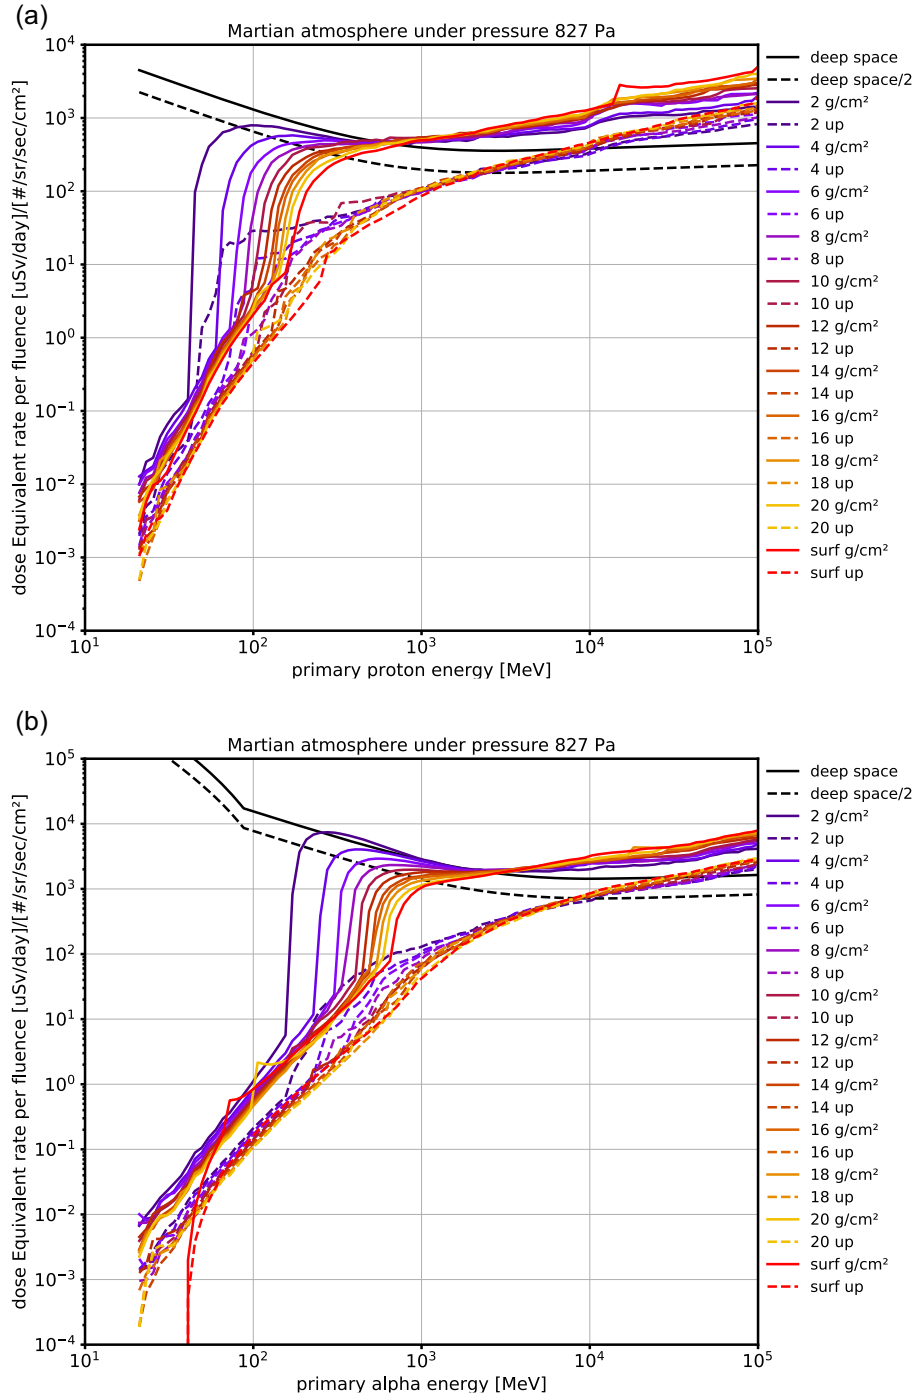 (a)
Martian atmosphere under pressure 827 Pa
dose Equivalent rate per fluence [uSv/day]/[#/sr/sec/cm²]
10⁴
10³
10²
10¹
10⁰
10⁻¹
10⁻²
10⁻³
10⁻⁴
10¹
10²
10³
10⁴
10⁵
primary proton energy [MeV]
deep space
deep space/2
2 g/cm²
2 up
4 g/cm²
4 up
6 g/cm²
6 up
8 g/cm²
8 up
10 g/cm²
10 up
12 g/cm²
12 up
14 g/cm²
14 up
16 g/cm²
16 up
18 g/cm²
18 up
20 g/cm²
20 up
surf g/cm²
surf up
(b)
Martian atmosphere under pressure 827 Pa
dose Equivalent rate per fluence [uSv/day]/[#/sr/sec/cm²]
10⁵
10⁴
10³
10²
10¹
10⁰
10⁻¹
10⁻²
10⁻³
10⁻⁴
10¹
10²
10³
10⁴
10⁵
primary alpha energy [MeV]
deep space
deep space/2
2 g/cm²
2 up
4 g/cm²
4 up
6 g/cm²
6 up
8 g/cm²
8 up
10 g/cm²
10 up
12 g/cm²
12 up
14 g/cm²
14 up
16 g/cm²
16 up
18 g/cm²
18 up
20 g/cm²
20 up
surf g/cm²
surf up